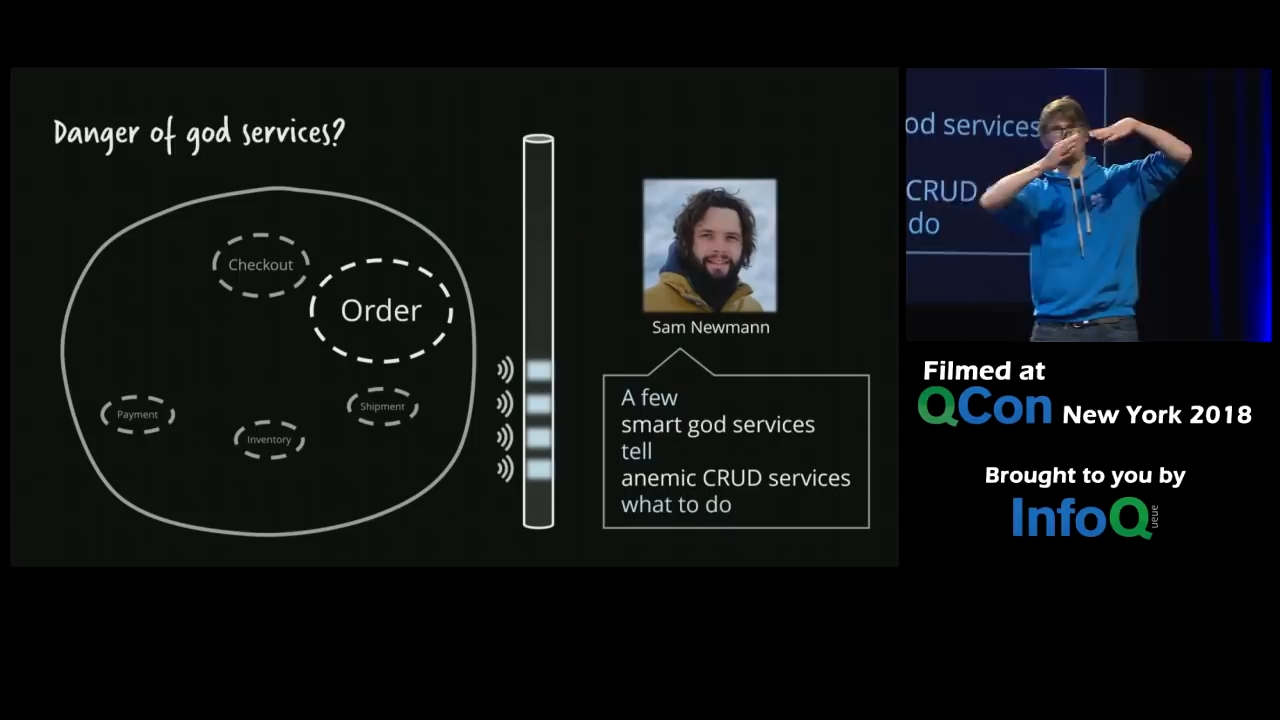 Danger of god services?
Checkout
Order
Payment
Inventory
Shipment
Sam Newmann
A few
smart god services
tell
anemic CRUD services
what to do
od services
CRUD
do
Filmed at
QCon New York 2018
Brought to you by
InfoQ
ueue